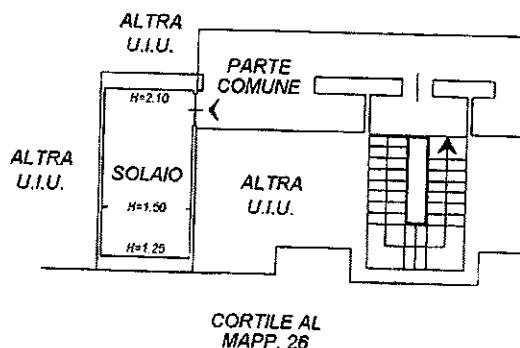 ALTRA
U.I.U.
PARTE
COMUNE
H=2.10
ALTRA
U.I.U.
SOLAIO
ALTRA
U.I.U.
H=1.50
H=1.25
CORTILE AL
MAPP. 26